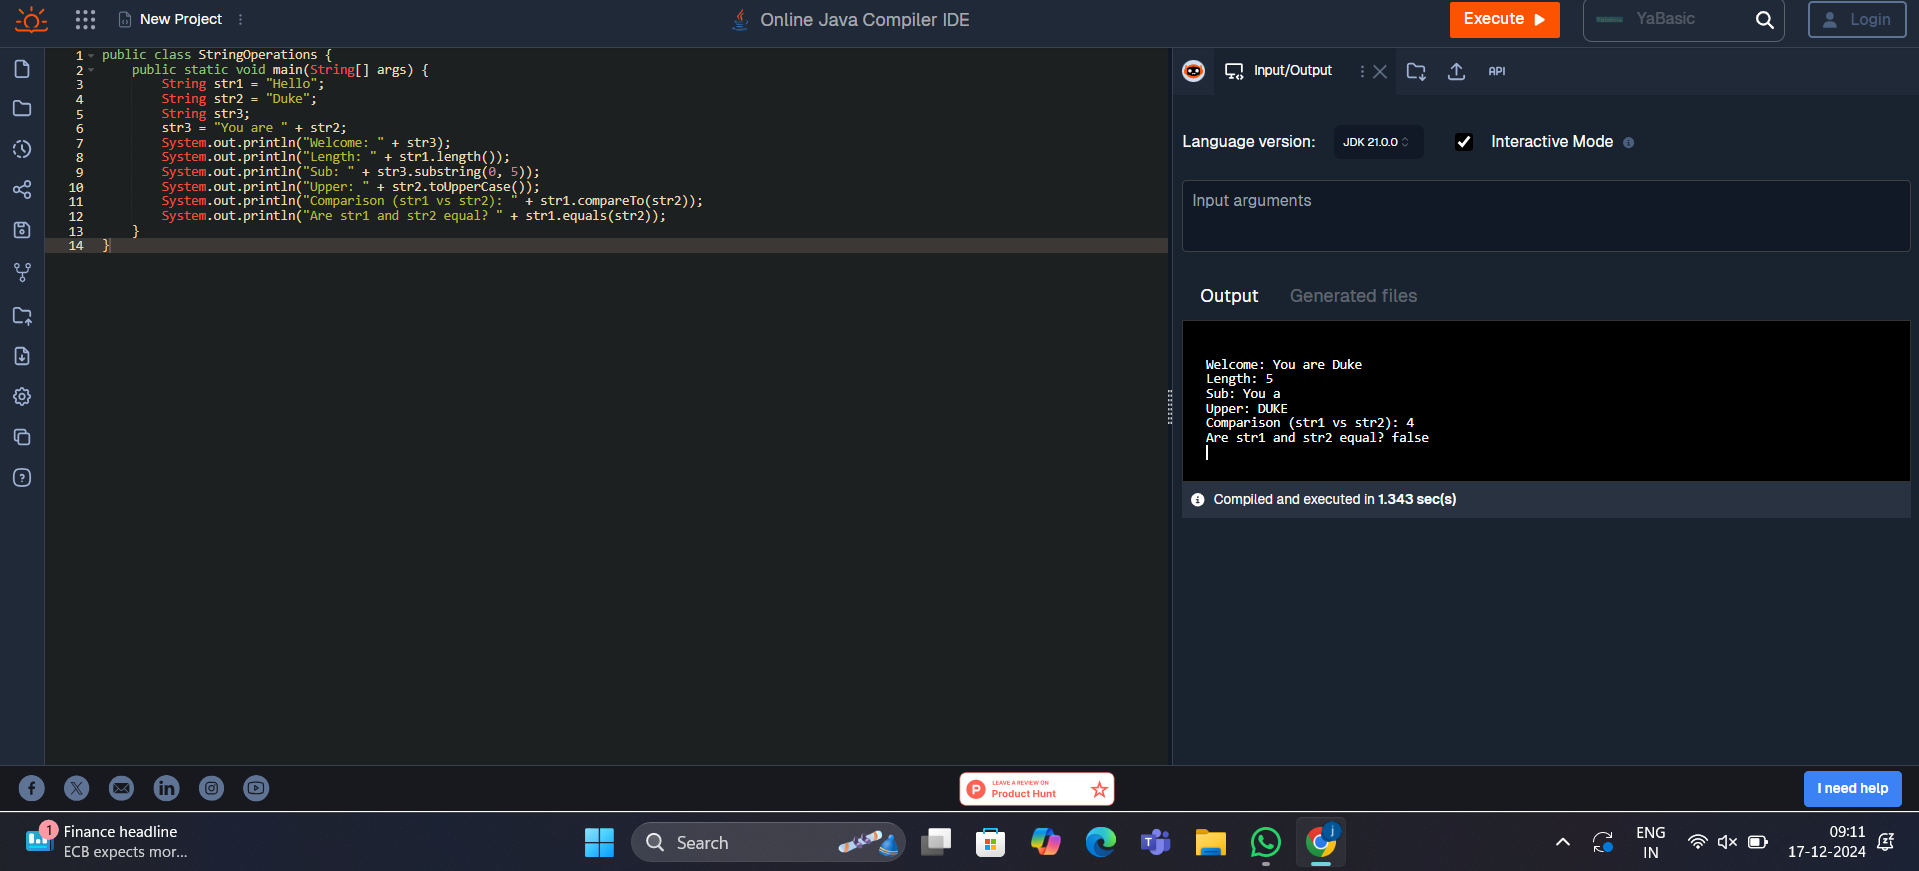 New Project
Online Java Compiler IDE
Execute
YaBasic
Login
1 public class StringOperations {
2     public static void main(String[] args) {
3         String str1 = "Hello";
4         String str2 = "Duke";
5         String str3;
6         str3 = "You are " + str2;
7         System.out.println("Welcome: " + str3);
8         System.out.println("Length: " + str1.length());
9         System.out.println("Sub: " + str3.substring(0, 5));
10         System.out.println("Upper: " + str2.toUpperCase());
11         System.out.println("Comparison (str1 vs str2): " + str1.compareTo(str2));
12         System.out.println("Are str1 and str2 equal? " + str1.equals(str2));
13     }
14 }
Input/Output
API
Language version:
JDK 21.0.0
Interactive Mode
Input arguments
Output
Generated files
Welcome: You are Duke
Length: 5
Sub: You a
Upper: DUKE
Comparison (str1 vs str2): 4
Are str1 and str2 equal? false
Compiled and executed in 1.343 sec(s)
P
LEAVE A REVIEW ON
Product Hunt
I need help
1
Finance headline
ECB expects mor...
Search
j
ENG
IN
09:11
17-12-2024